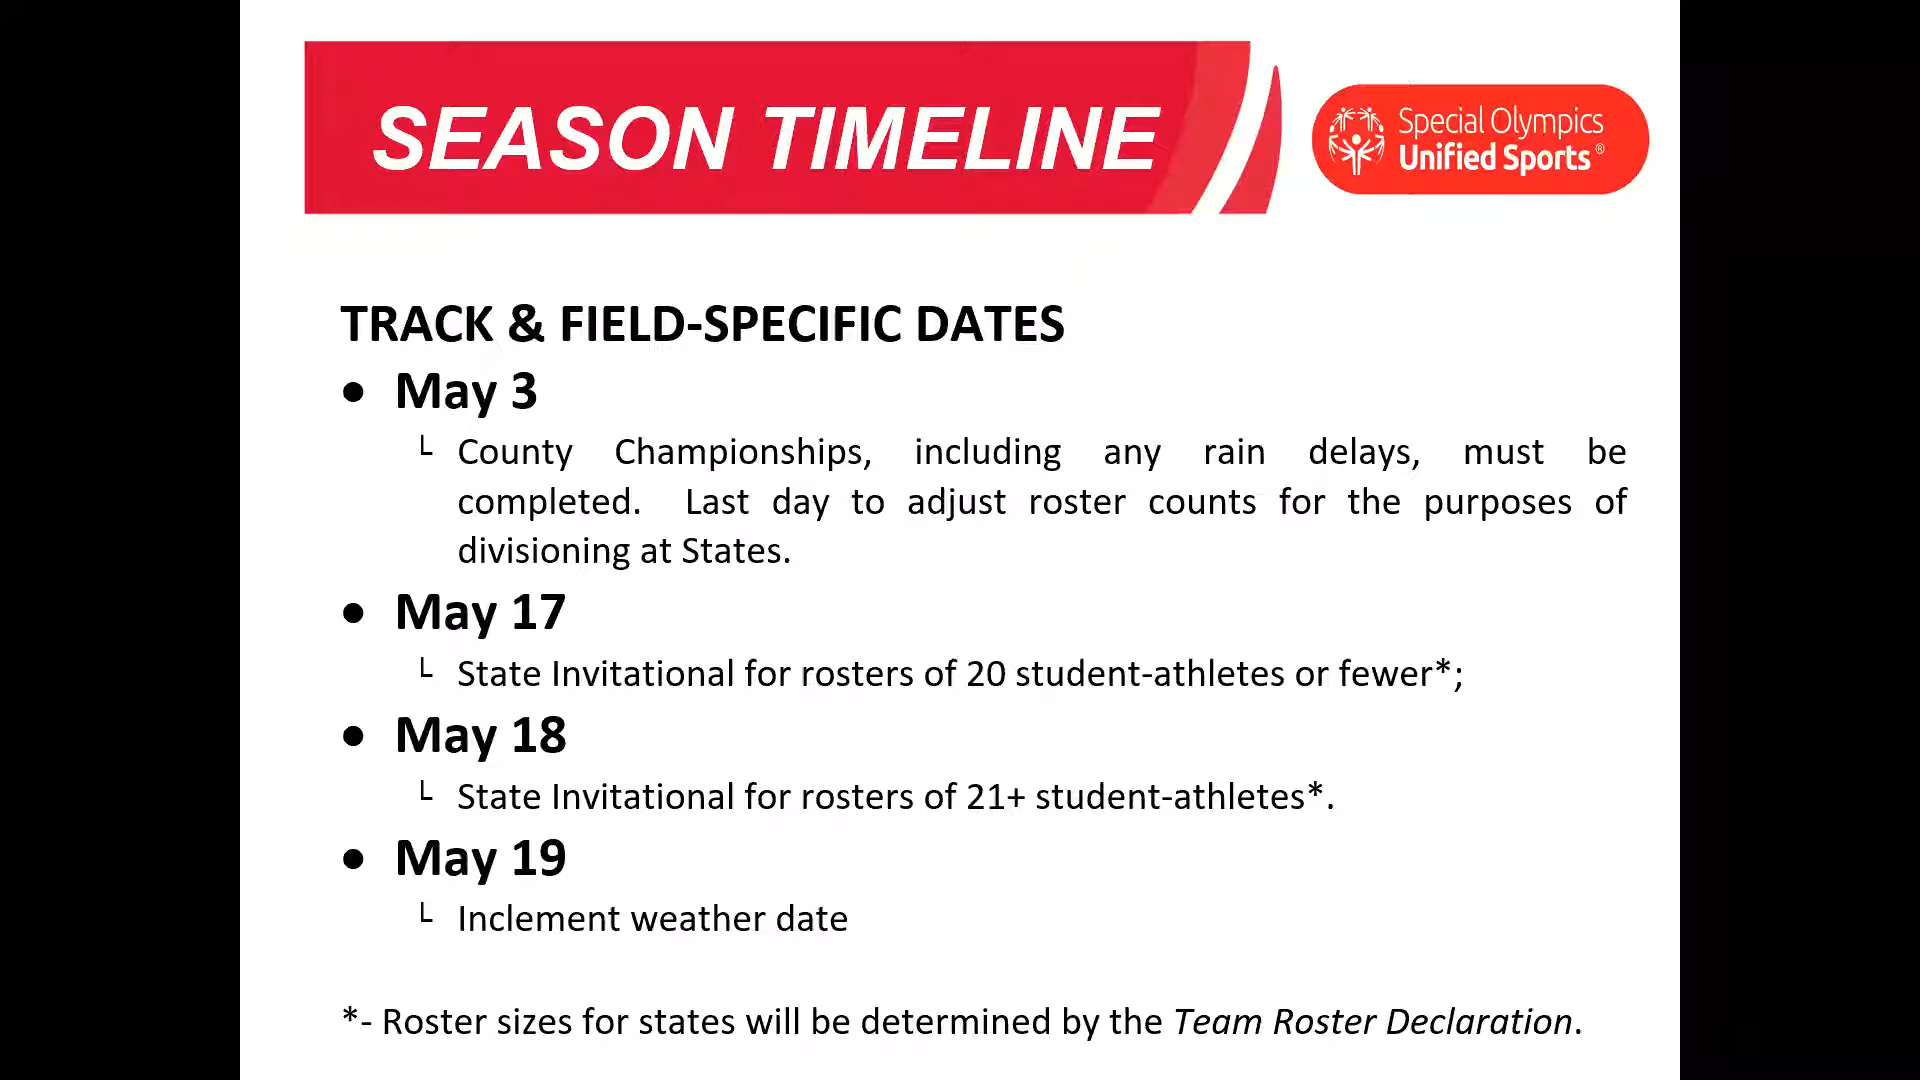 SEASON TIMELINE
Special Olympics
Unified Sports®
TRACK & FIELD-SPECIFIC DATES
• May 3
└ County Championships, including any rain delays, must be
completed. Last day to adjust roster counts for the purposes of
divisioning at States.
• May 17
└ State Invitational for rosters of 20 student-athletes or fewer*;
• May 18
└ State Invitational for rosters of 21+ student-athletes*.
• May 19
└ Inclement weather date
*- Roster sizes for states will be determined by the Team Roster Declaration.